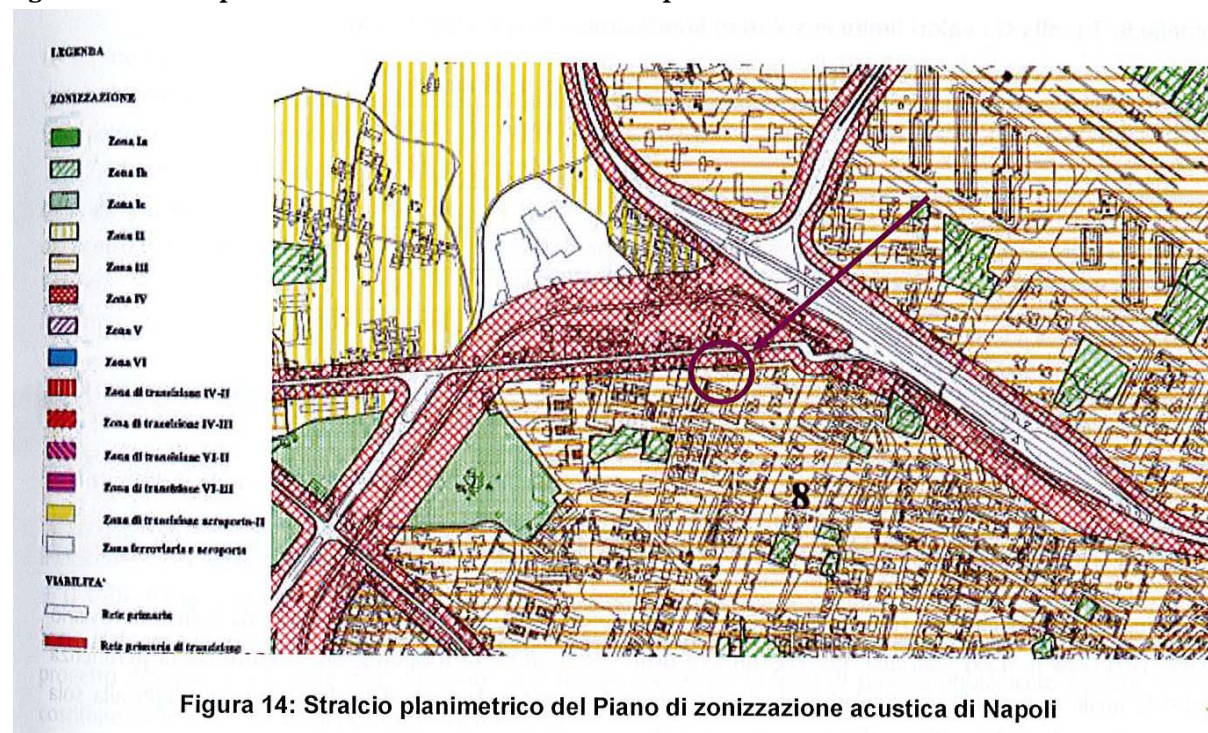 LEGENDA
ZONIZZAZIONE
Zona Ia
Zona Ib
Zona Ic
Zona II
Zona III
Zona IV
Zona V
Zona VI
Zona di transizione IV-II
Zona di transizione IV-III
Zona di transizione VI-II
Zona di transizione VI-III
Zona di transizione aeroporto-II
Zona ferroviaria e aeroporto
VIABILITA'
Rete primaria
Rete primaria di transizione
8
Figura 14: Stralcio planimetrico del Piano di zonizzazione acustica di Napoli